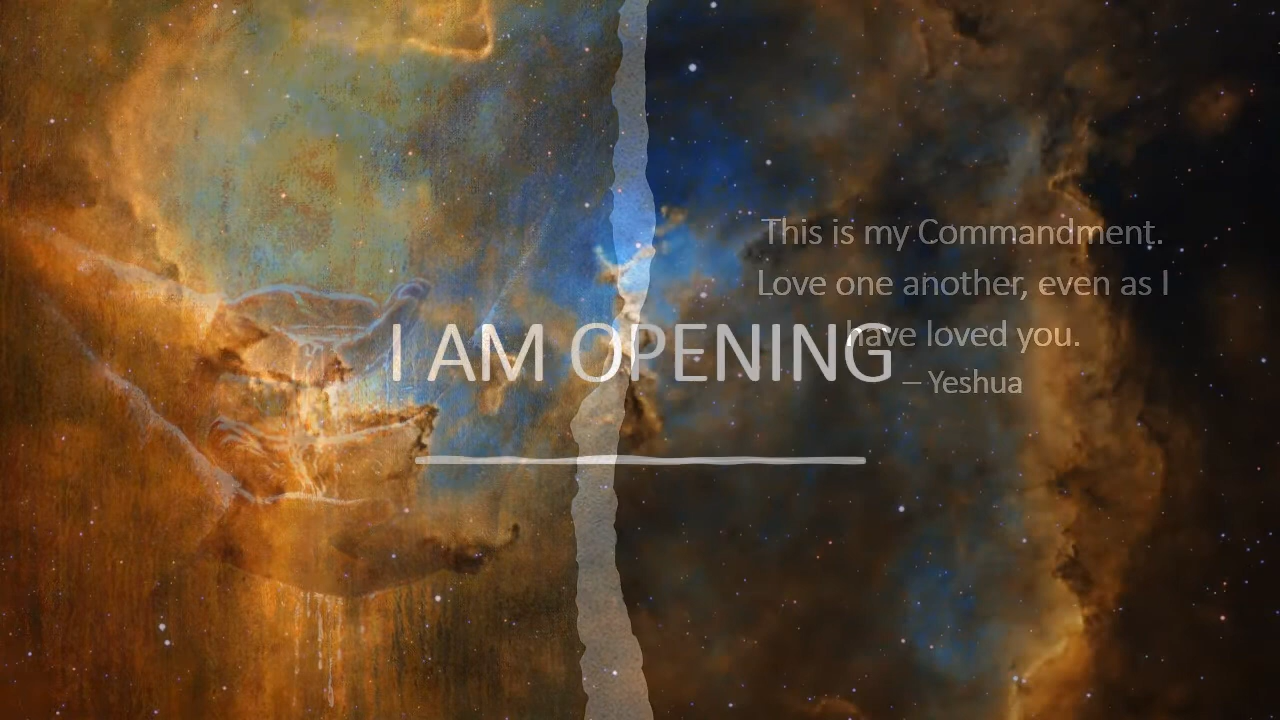 This is my Commandment.
Love one another, even as I
have loved you.
– Yeshua
I AM OPENING